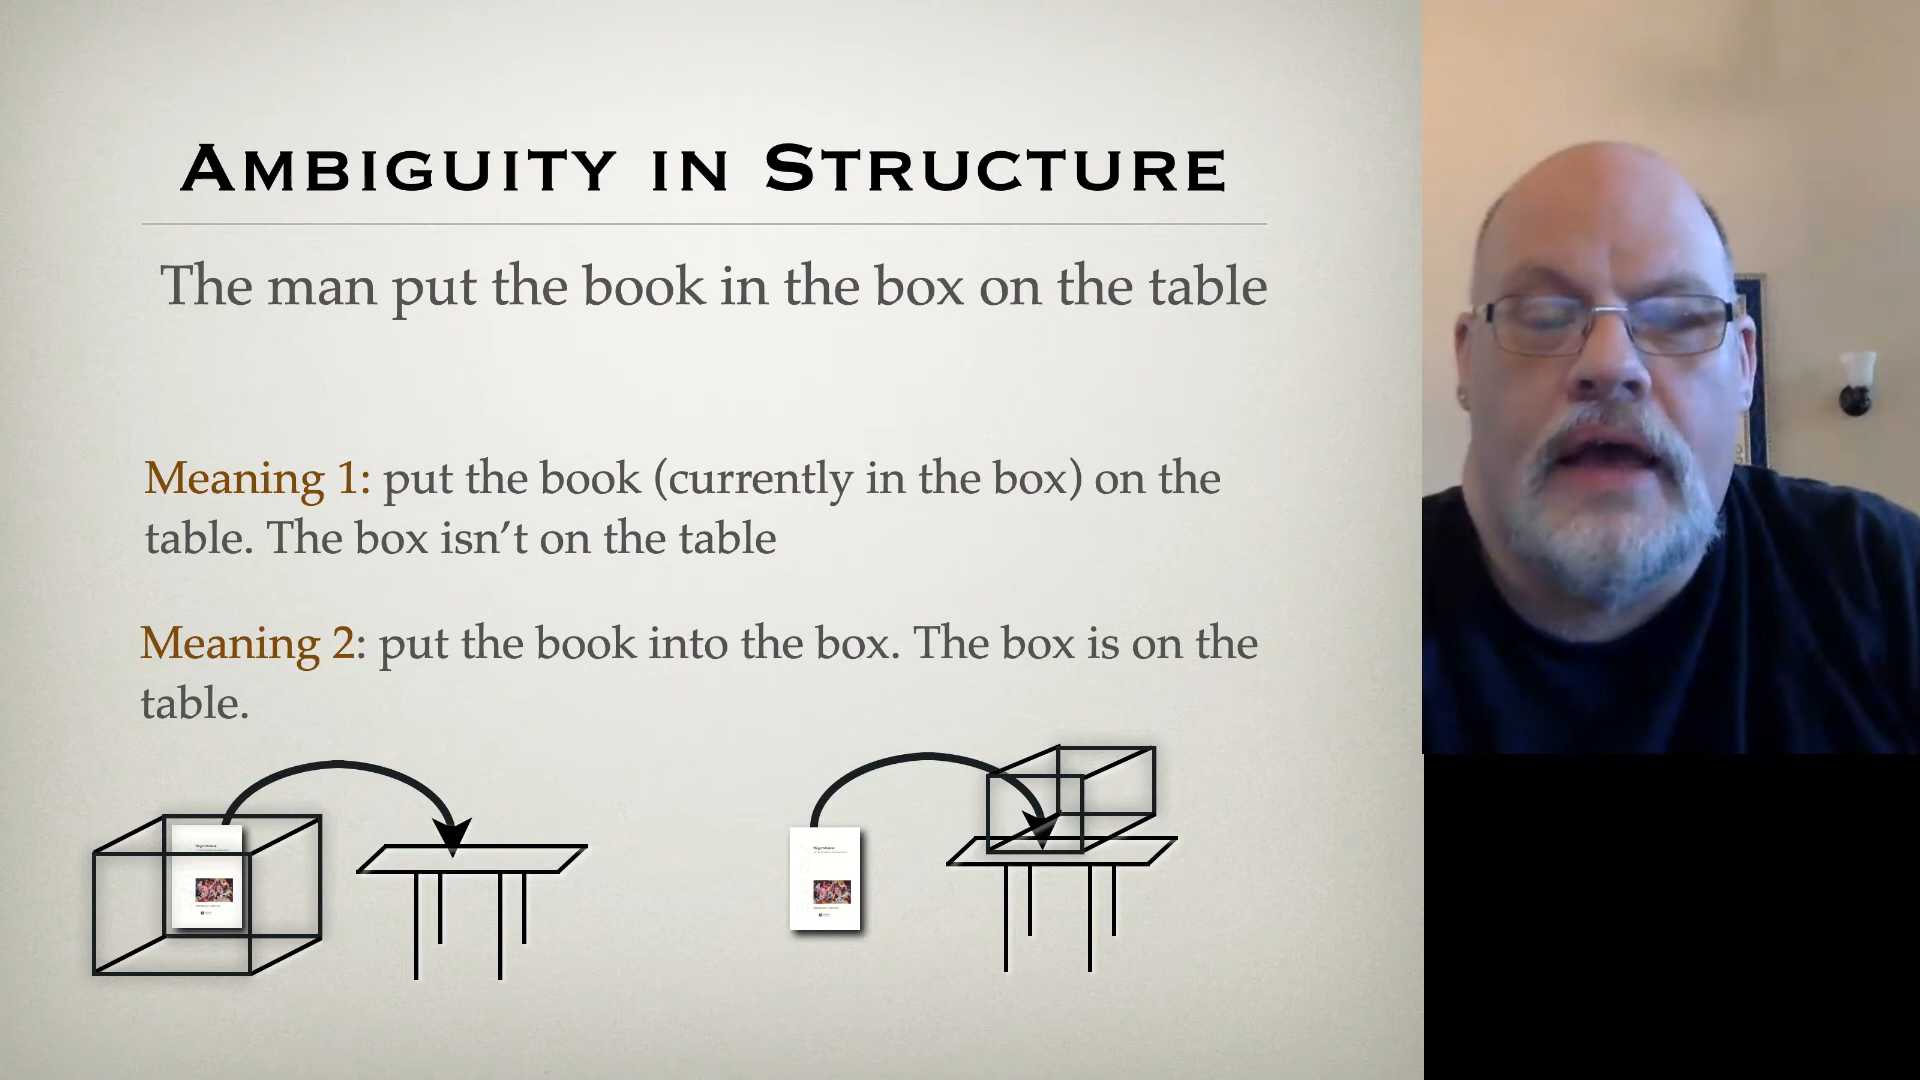 AMBIGUITY IN STRUCTURE
The man put the book in the box on the table
Meaning 1: put the book (currently in the box) on the
table. The box isn’t on the table
Meaning 2: put the book into the box. The box is on the
table.
Syntax
Syntax